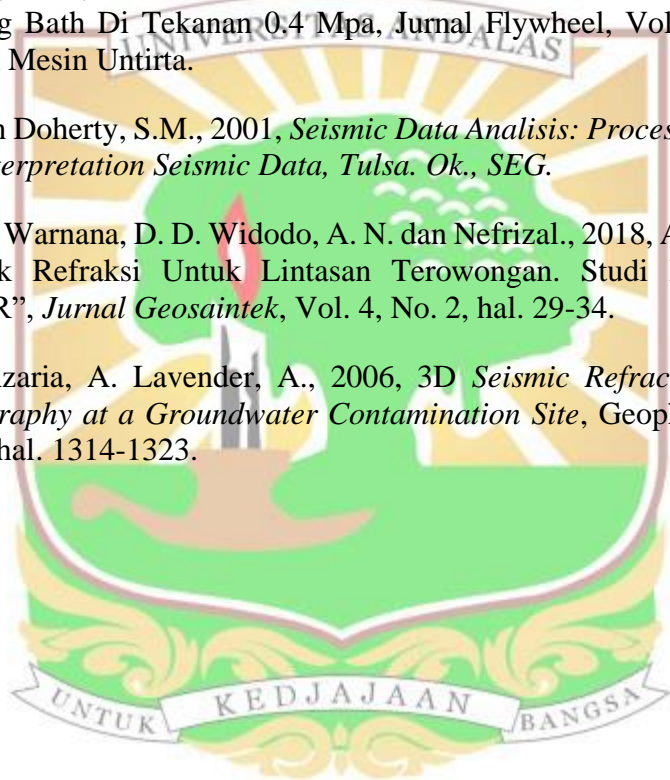 g Bath Di Tekanan 0.4 Mpa, Jurnal Flywheel, Vol
UNIVERSITAS ANDALAS
Mesin Untirta.
n Doherty, S.M., 2001, Seismic Data Analisis: Proces
terpretation Seismic Data, Tulsa. Ok., SEG.
Warnana, D. D. Widodo, A. N. dan Nefrizal., 2018, A
k Refraksi Untuk Lintasan Terowongan. Studi
R”, Jurnal Geosaintek, Vol. 4, No. 2, hal. 29-34.
zaria, A. Lavender, A., 2006, 3D Seismic Refrac
raphy at a Groundwater Contamination Site, Geop
hal. 1314-1323.
UNTUK KEDJAJAAN BANGSA